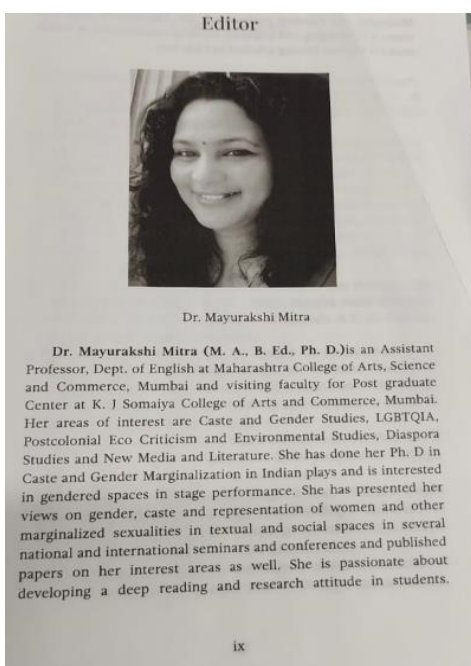 Editor
Dr. Mayurakshi Mitra
Dr. Mayurakshi Mitra (M. A., B. Ed., Ph. D.)is an Assistant
Professor, Dept. of English at Maharashtra College of Arts, Science
and Commerce, Mumbai and visiting faculty for Post graduate
Center at K. J Somaiya College of Arts and Commerce, Mumbai.
Her areas of interest are Caste and Gender Studies, LGBTQIA,
Postcolonial Eco Criticism and Environmental Studies, Diaspora
Studies and New Media and Literature. She has done her Ph. D in
Caste and Gender Marginalization in Indian plays and is interested
in gendered spaces in stage performance. She has presented her
views on gender, caste and representation of women and other
marginalized sexualities in textual and social spaces in several
national and international seminars and conferences and published
papers on her interest areas as well. She is passionate about
developing a deep reading and research attitude in students.
ix